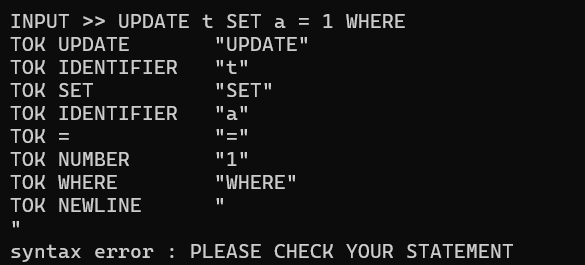 INPUT >> UPDATE t SET a = 1 WHERE
TOK UPDATE       "UPDATE"
TOK IDENTIFIER   "t"
TOK SET          "SET"
TOK IDENTIFIER   "a"
TOK =            "="
TOK NUMBER       "1"
TOK WHERE        "WHERE"
TOK NEWLINE      "
"
syntax error : PLEASE CHECK YOUR STATEMENT